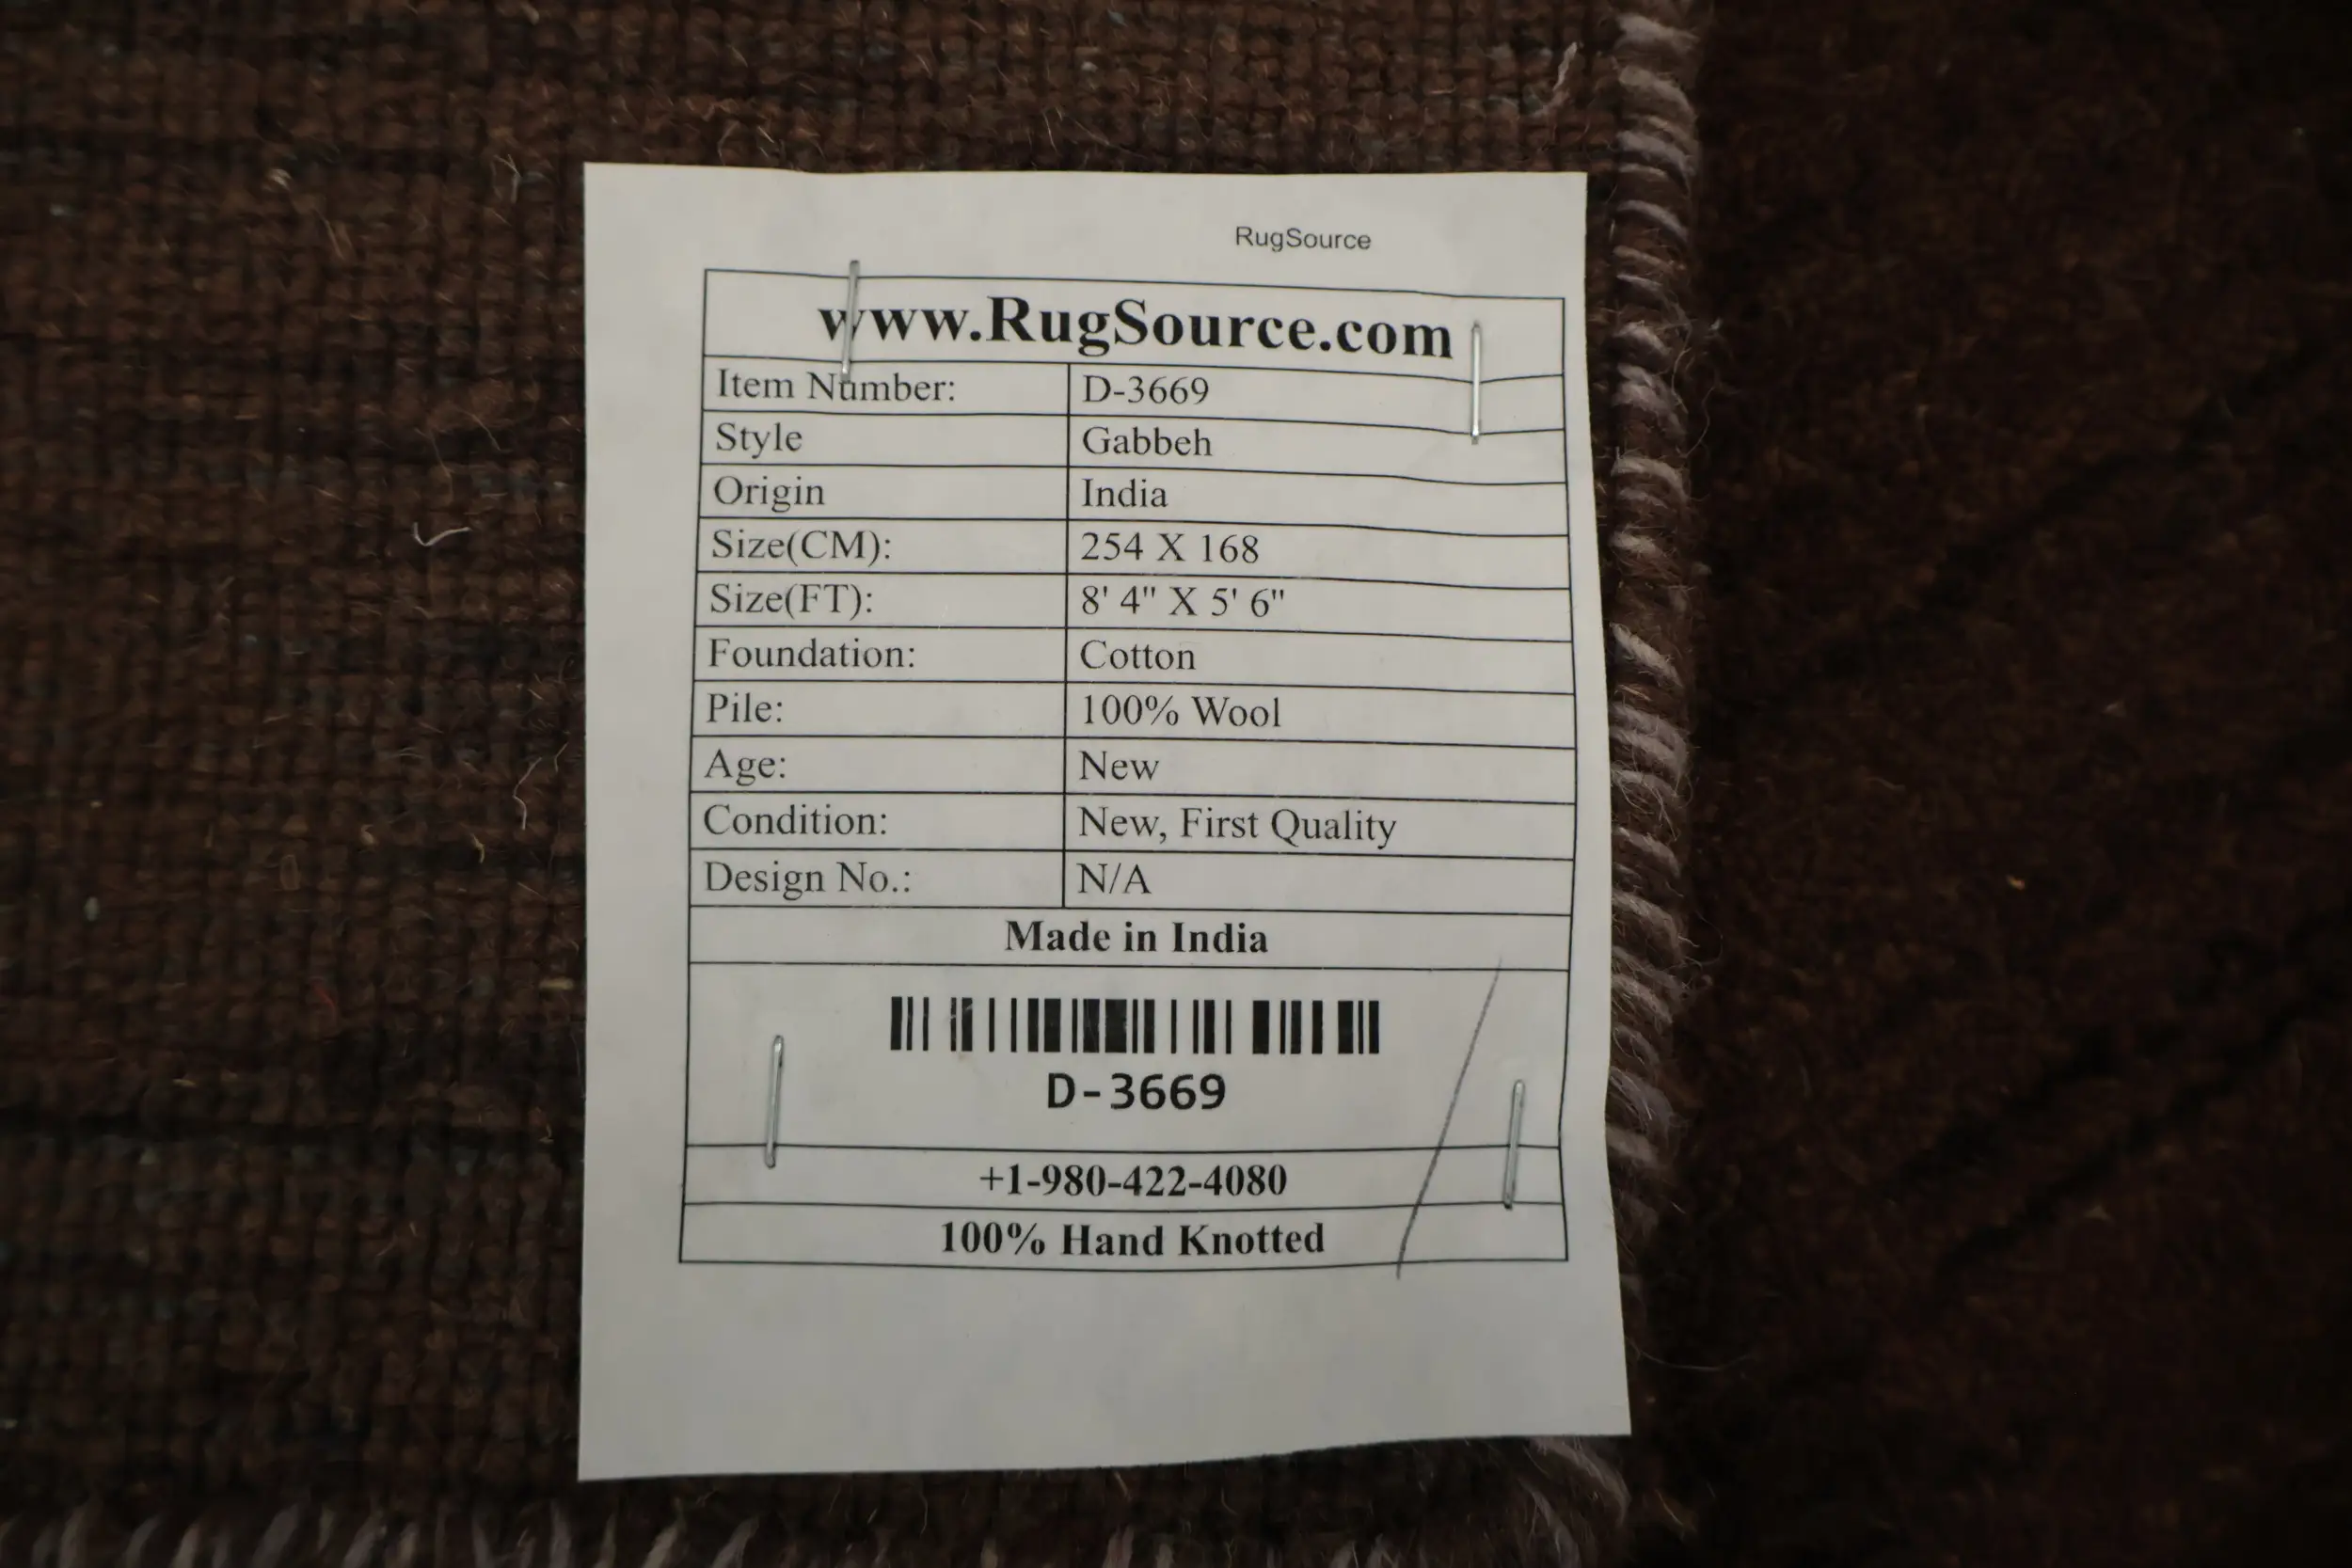 RugSource
www.RugSource.com
Item Number: D-3669
Style Gabbeh
Origin India
Size(CM): 254 X 168
Size(FT): 8' 4" X 5' 6"
Foundation: Cotton
Pile: 100% Wool
Age: New
Condition: New, First Quality
Design No.: N/A
Made in India
D-3669
+1-980-422-4080
100% Hand Knotted